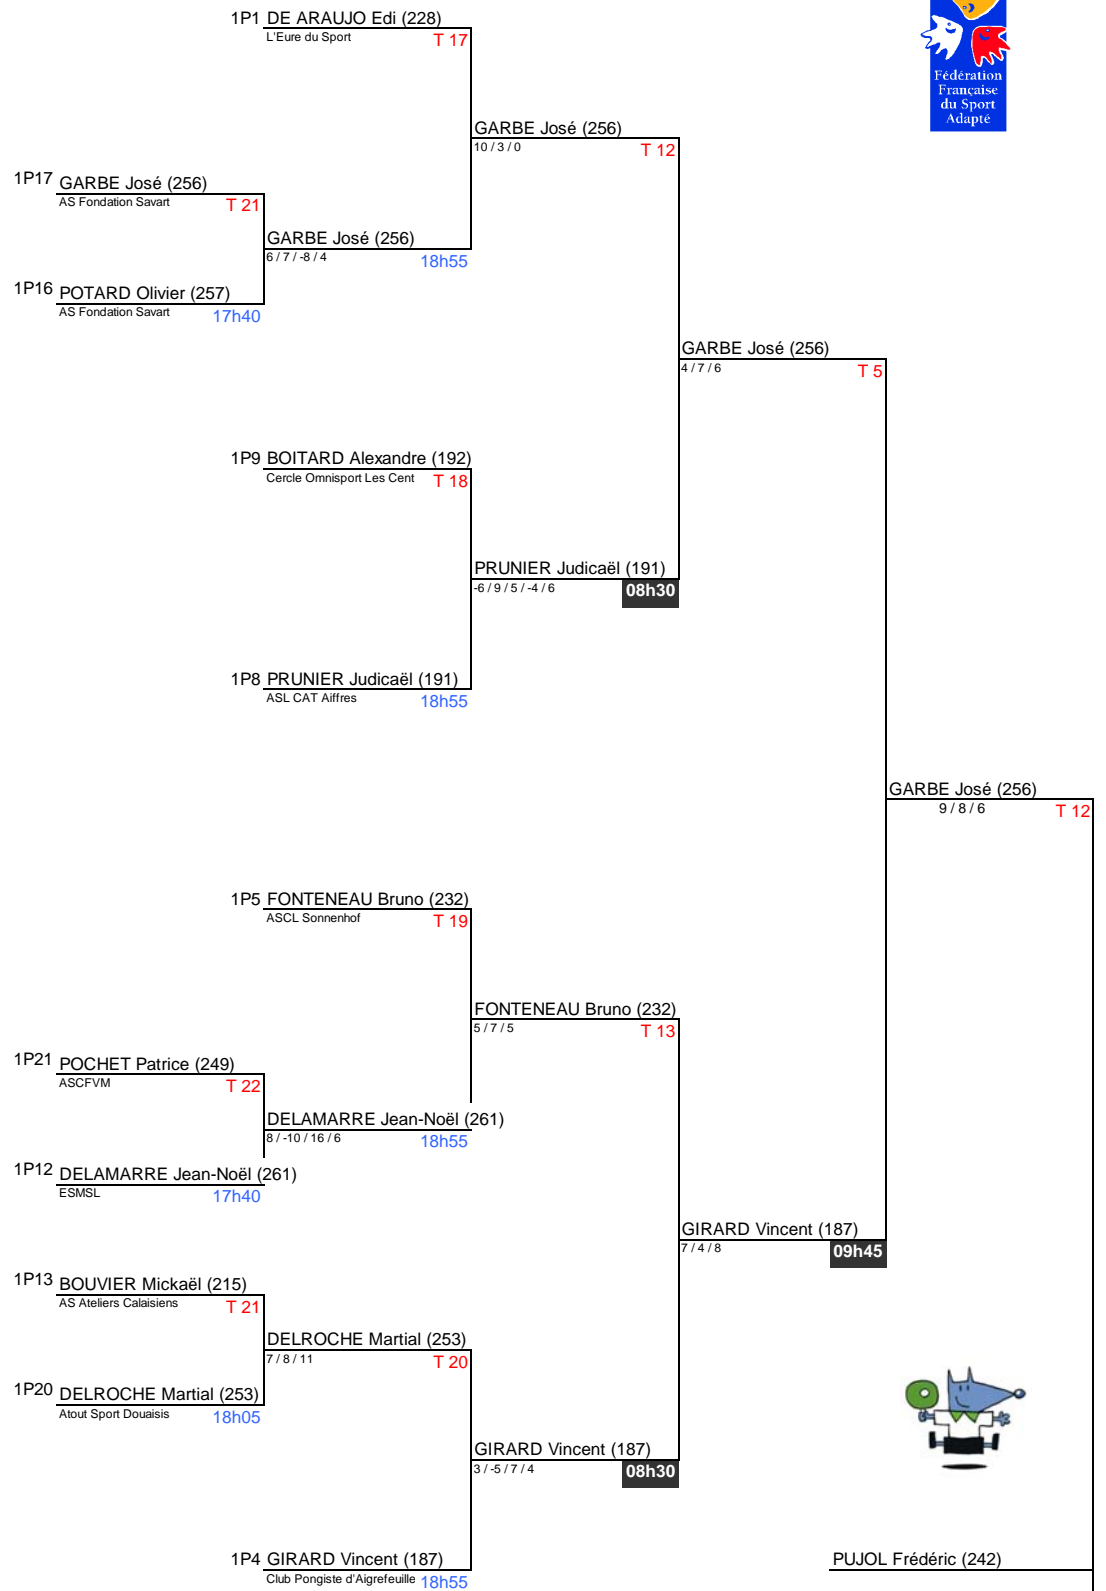 1P1 DE ARAUJO Edi (228)
L'Eure du Sport T 17
Fédération
Française
du Sport
Adapté
GARBE José (256)
10 / 3 / 0 T 12
1P17 GARBE José (256)
AS Fondation Savart T 21
GARBE José (256)
6 / 7 / -8 / 4 18h55
1P16 POTARD Olivier (257)
AS Fondation Savart 17h40
GARBE José (256)
4 / 7 / 6 T 5
1P9 BOITARD Alexandre (192)
Cercle Omnisport Les Cent T 18
PRUNIER Judicaël (191)
-6 / 9 / 5 / -4 / 6 08h30
1P8 PRUNIER Judicaël (191)
ASL CAT Aiffres 18h55
GARBE José (256)
9 / 8 / 6 T 12
1P5 FONTENEAU Bruno (232)
ASCL Sonnenhof T 19
FONTENEAU Bruno (232)
5 / 7 / 5 T 13
1P21 POCHET Patrice (249)
ASCFVM T 22
DELAMARRE Jean-Noël (261)
8 / -10 / 16 / 6 18h55
1P12 DELAMARRE Jean-Noël (261)
ESMSL 17h40
GIRARD Vincent (187)
7 / 4 / 8 09h45
1P13 BOUVIER Mickaël (215)
AS Ateliers Calaisiens T 21
DELROCHE Martial (253)
7 / 8 / 11 T 20
1P20 DELROCHE Martial (253)
Atout Sport Douaisis 18h05
GIRARD Vincent (187)
3 / -5 / 7 / 4 08h30
1P4 GIRARD Vincent (187)
Club Pongiste d'Aigrefeuille 18h55
PUJOL Frédéric (242)